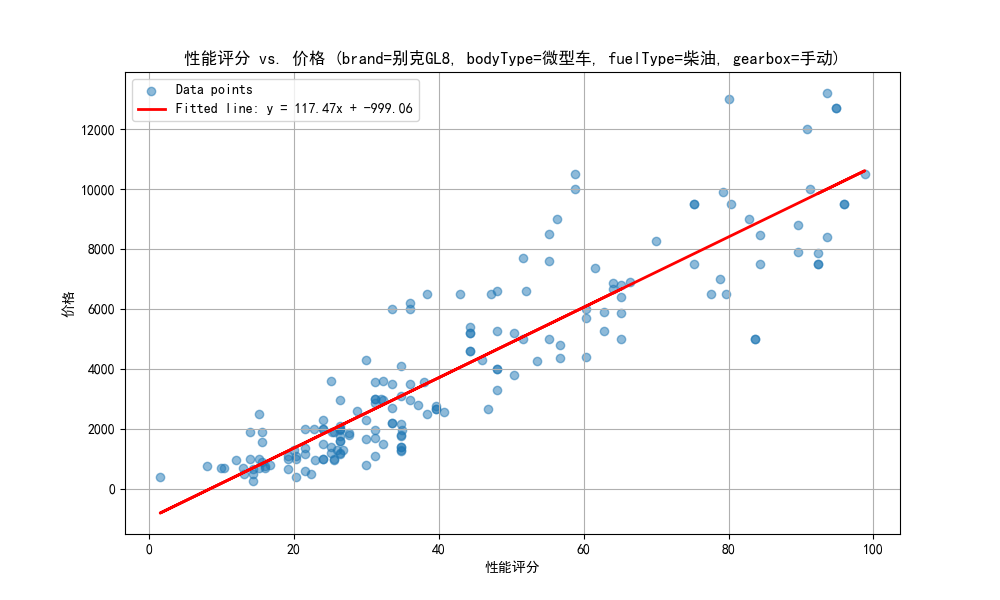 性能评分 vs. 价格 (brand=别克GL8, bodyType=微型车, fuelType=柴油, gearbox=手动)
Data points
Fitted line: y = 117.47x + -999.06
12000
10000
8000
6000
4000
2000
0
价格
0 20 40 60 80 100
性能评分